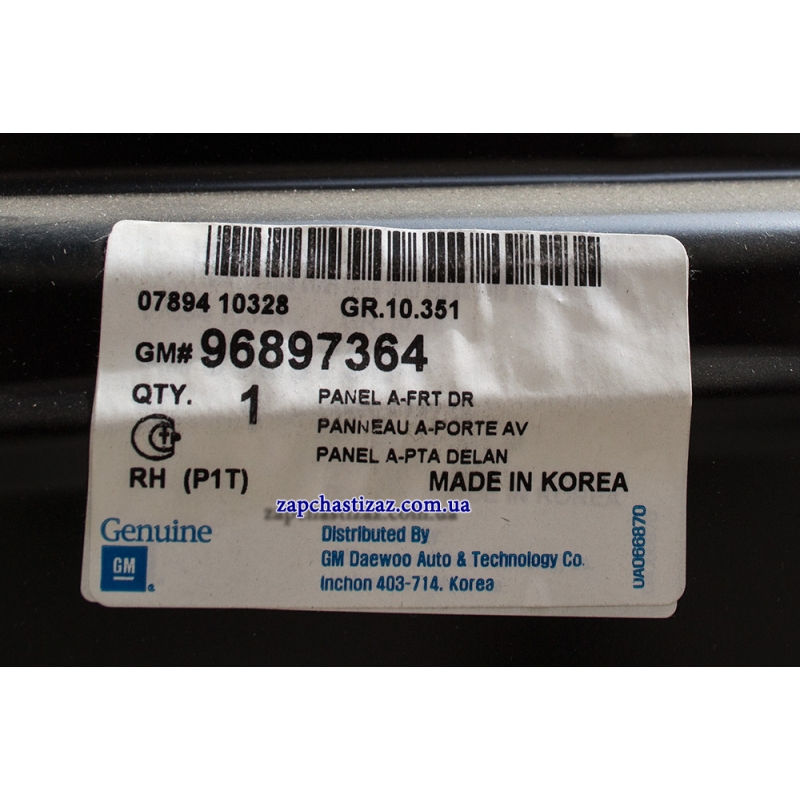 07894 10328 GR.10.351
GM# 96897364
QTY. 1 PANEL A-FRT DR
PANNEAU A-PORTE AV
PANEL A-PTA DELAN
RH (P1T) MADE IN KOREA
zapchastizaz.com.ua
Genuine
GM
Distributed By
GM Daewoo Auto & Technology Co.
Inchon 403-714. Korea
UA066870